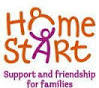 HOME
START
Support and friendship
for families